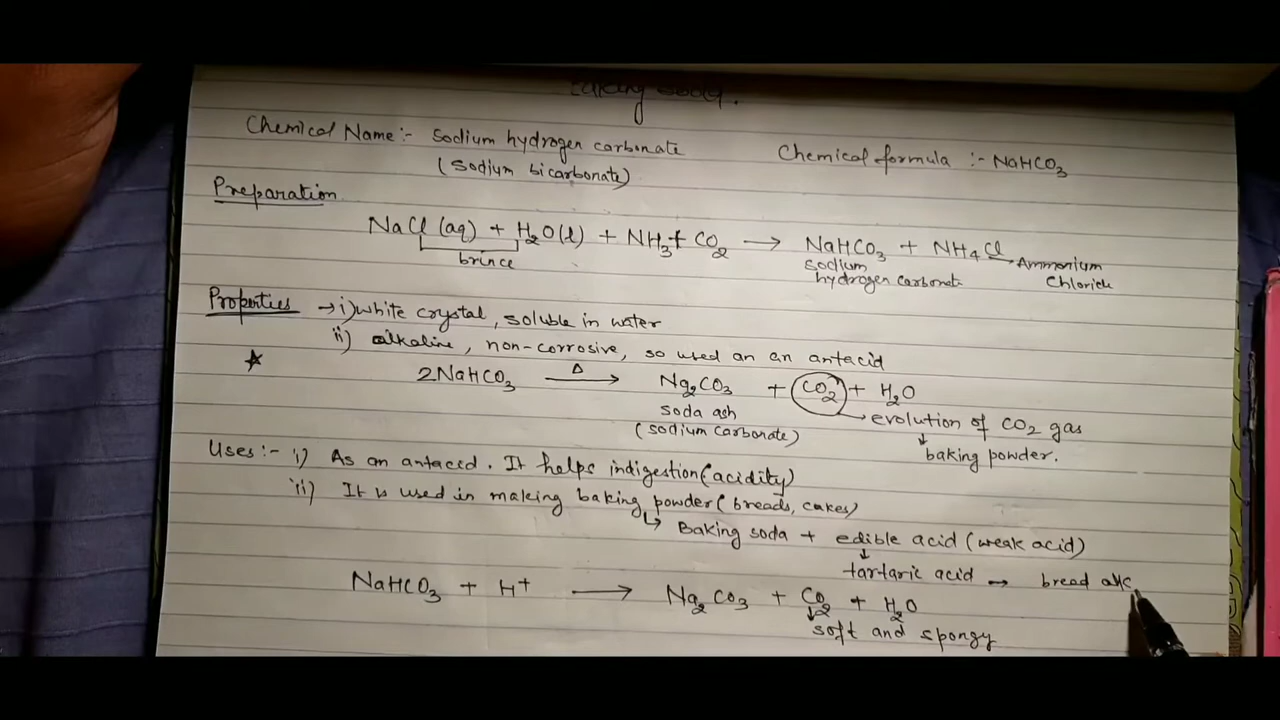 baking soda.
Chemical Name:- Sodium hydrogen carbonate Chemical formula :- NaHCO3
(Sodium bicarbonate)
Preparation
NaCl (aq) + H2O(l) + NH3 + CO2 → NaHCO3 + NH4Cl
brince sodium hydrogen carbonate Ammonium Chloride
Properties → i) white crystal, soluble in water
ii) alkaline, non-corrosive, so used an an antacid
☆ 2NaHCO3 —Δ→ Na2CO3 + CO2↑ + H2O
soda ash → evolution of CO2 gas
(sodium carbonate) ↓ baking powder.
Uses:- i) As an antacid. It helps indigestion (acidity)
ii) It is used in making baking powder (breads, cakes)
↳ Baking soda + edible acid (weak acid)
↓ tartaric acid → bread
NaHCO3 + H+ → Na2CO3 + CO2 + H2O
↓ soft and spongy